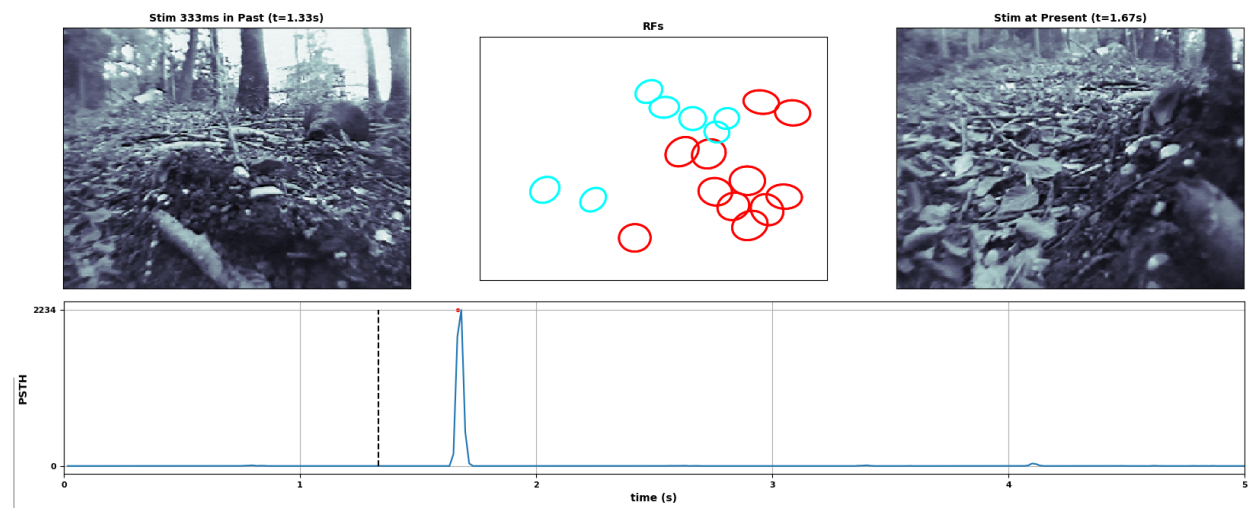 Stim 333ms in Past (t=1.33s)
RFs
Stim at Present (t=1.67s)
2234
0
PSTH
0 1 2 3 4 5
time (s)